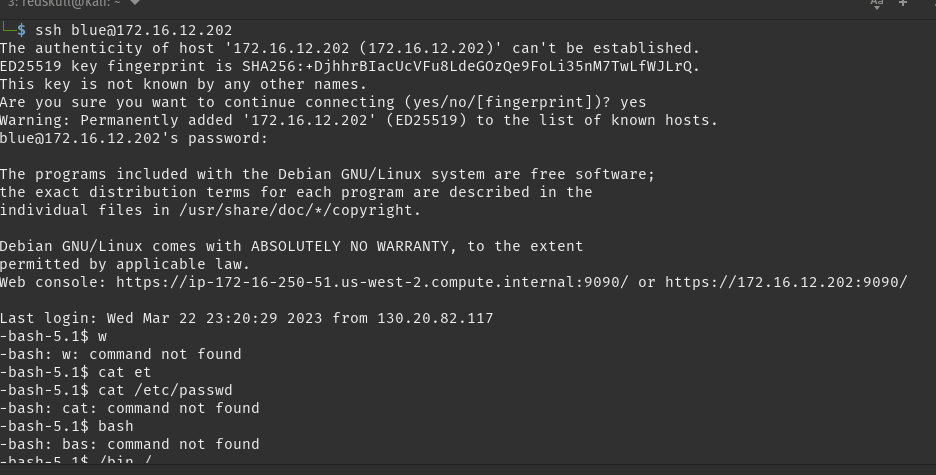 3: redskull@kali: ~
└─$ ssh blue@172.16.12.202
The authenticity of host '172.16.12.202 (172.16.12.202)' can't be established.
ED25519 key fingerprint is SHA256:+DjhhrBIacUcVFu8LdeGOzQe9FoLi35nM7TwLfWJLrQ.
This key is not known by any other names.
Are you sure you want to continue connecting (yes/no/[fingerprint])? yes
Warning: Permanently added '172.16.12.202' (ED25519) to the list of known hosts.
blue@172.16.12.202's password:
The programs included with the Debian GNU/Linux system are free software;
the exact distribution terms for each program are described in the
individual files in /usr/share/doc/*/copyright.
Debian GNU/Linux comes with ABSOLUTELY NO WARRANTY, to the extent
permitted by applicable law.
Web console: https://ip-172-16-250-51.us-west-2.compute.internal:9090/ or https://172.16.12.202:9090/
Last login: Wed Mar 22 23:20:29 2023 from 130.20.82.117
-bash-5.1$ w
-bash: w: command not found
-bash-5.1$ cat et
-bash-5.1$ cat /etc/passwd
-bash: cat: command not found
-bash-5.1$ bash
-bash: bas: command not found
-bash-5.1$ /bin /